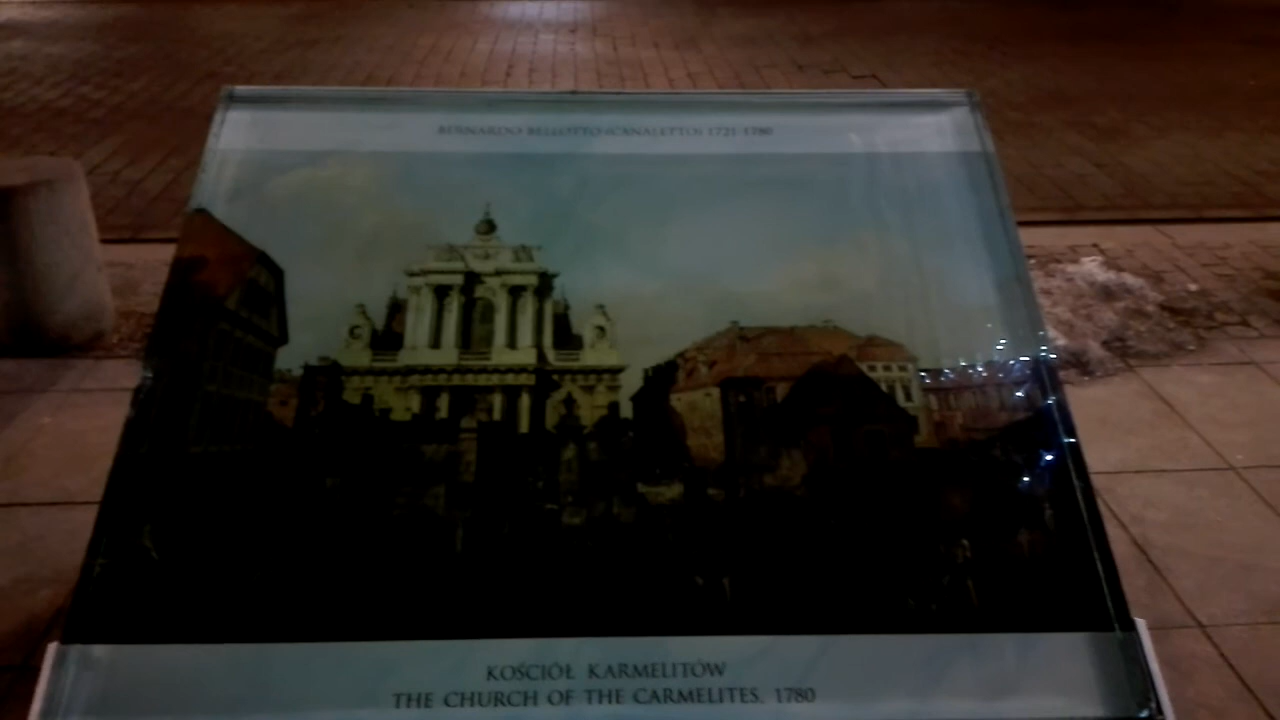 BERNARDO BELLOTTO (CANALETTO) 1721-1780
KOŚCIÓŁ KARMELITÓW
THE CHURCH OF THE CARMELITES, 1780